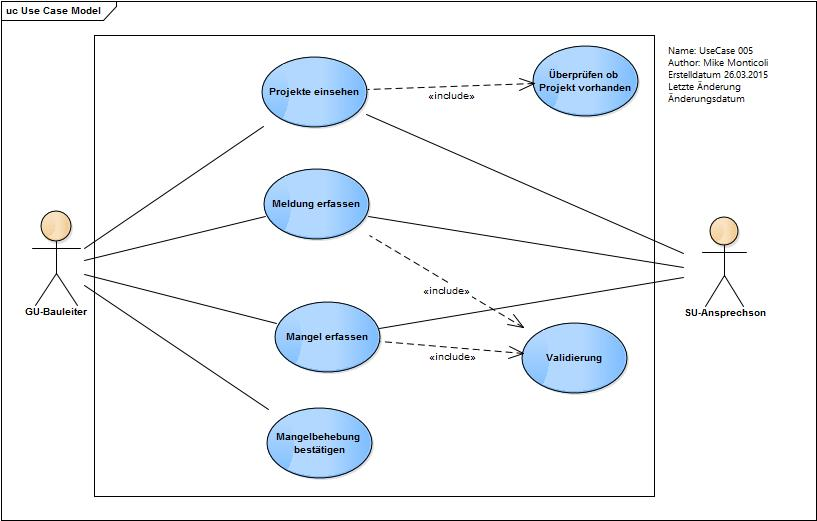 uc Use Case Model
Name: UseCase 005
Author: Mike Monticoli
Erstelldatum 26.03.2015
Letzte Änderung
Änderungsdatum
Projekte einsehen
«include»
Überprüfen ob
Projekt vorhanden
Meldung erfassen
«include»
GU-Bauleiter
SU-Ansprechson
Mangel erfassen
«include»
Validierung
Mangelbehebung
bestätigen